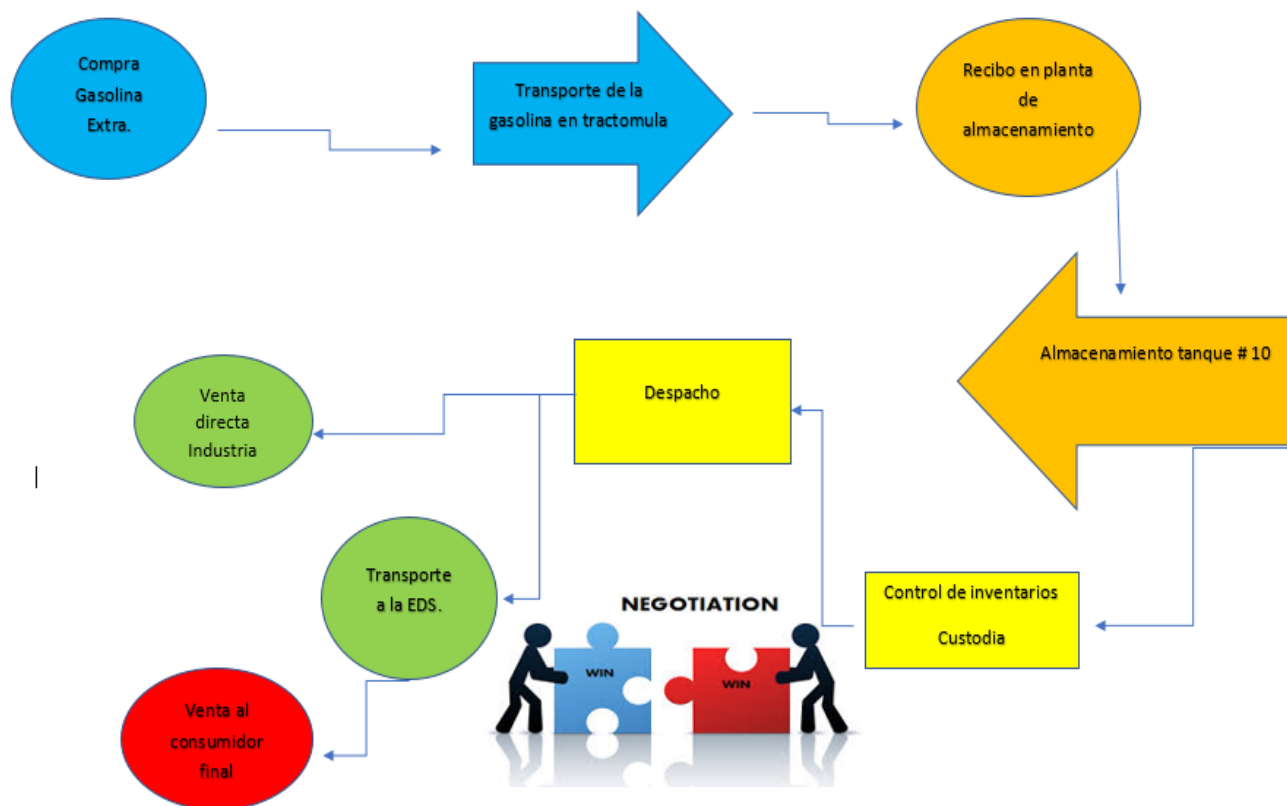 Compra
Gasolina
Extra.
Transporte de la
gasolina en tractomula
Recibo en planta
de
almacenamiento
Almacenamiento tanque # 10
Control de inventarios
Custodia
Despacho
Venta
directa
Industria
Transporte
a la EDS.
Venta al
consumidor
final
NEGOTIATION
WIN
WIN